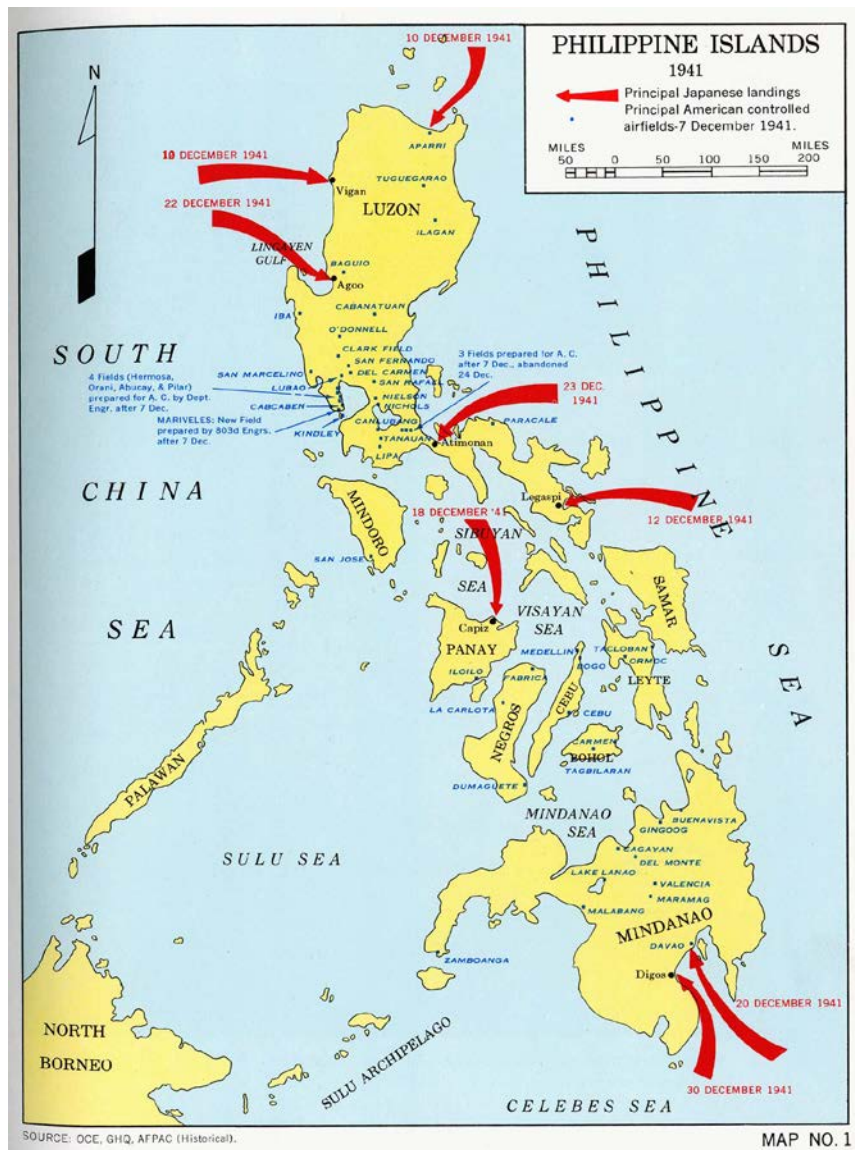 PHILIPPINE ISLANDS
1941
Principal Japanese landings
Principal American controlled
airfields-7 December 1941.
MILES
MILES
50
0
50
100
150
200
N
10 DECEMBER 1941
APARRI
10 DECEMBER 1941
Vigan
TUGUEGARAO
22 DECEMBER 1941
LUZON
ILAGAN
LINGAYEN
GULF
BAGUIO
Agoo
PHILIPPINE
SEA
IBA
CABANATUAN
O'DONNELL
CLARK FIELD
SAN FERNANDO
SAN MARCELINO
DEL CARMEN
SAN RAFAEL
3 Fields prepared for A. C.
after 7 Dec., abandoned
24 Dec.
4 Fields (Hermosa,
Orani, Abucay, & Pilar)
prepared for A. C. by Dept.
Engr. after 7 Dec.
LUBAO
CABCABEN
NIELSON
NICHOLS
MARIVELES: New Field
prepared by 803d Engrs.
after 7 Dec.
KINDLEY
CANLUBANG
TANAUAN
LIPA
23 DEC.
1941
Atimonan
PARACALE
SOUTH
CHINA
SEA
Legaspi
12 DECEMBER 1941
MINDORO
SAN JOSE
18 DECEMBER '41
SIBUYAN
SEA
VISAYAN
SEA
SAMAR
Capiz
PANAY
ILOILO
MEDELLIN
BOGO
TACLOBAN
ORMOC
LEYTE
FABRICA
LA CARLOTA
NEGROS
CEBU
CEBU
CARMEN
BOHOL
TAGBILARAN
DUMAGUETE
PALAWAN
MINDANAO
SEA
SULU SEA
BUENAVISTA
GINGOOG
CAGAYAN
DEL MONTE
LAKE LANAO
VALENCIA
MARAMAG
MALABANG
MINDANAO
DAVAO
ZAMBOANGA
Digos
20 DECEMBER 1941
30 DECEMBER 1941
NORTH
BORNEO
SULU ARCHIPELAGO
CELEBES SEA
SOURCE: OCE, GHQ, AFPAC (Historical).
MAP NO. 1